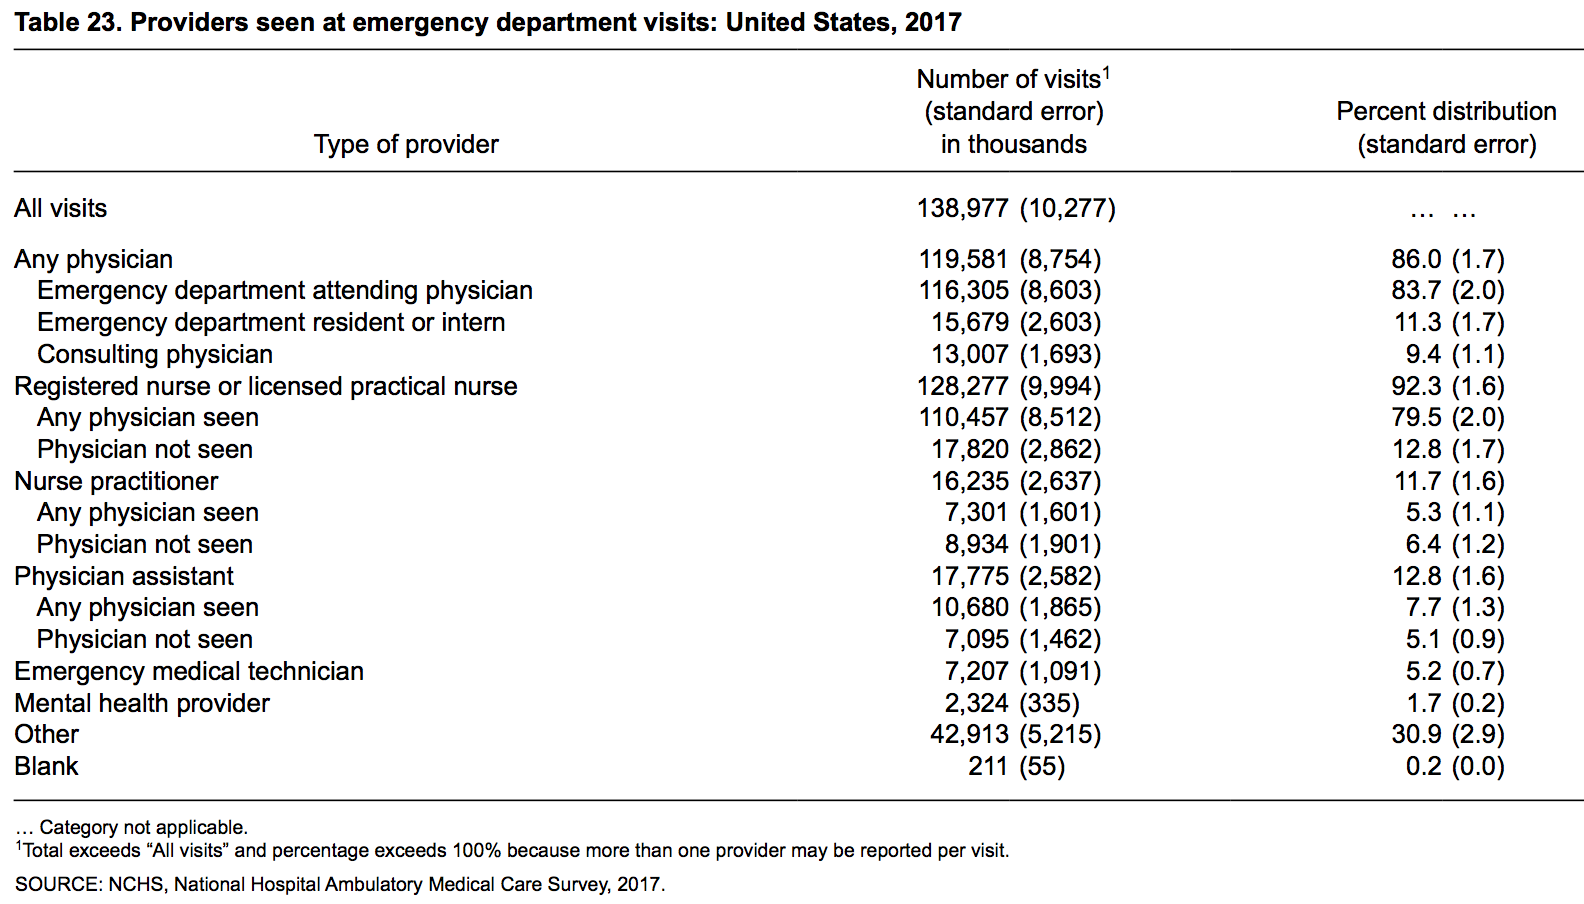 Table 23. Providers seen at emergency department visits: United States, 2017
Type of provider Number of visits1 (standard error) in thousands Percent distribution (standard error)
All visits 138,977 (10,277) … …
Any physician 119,581 (8,754) 86.0 (1.7)
Emergency department attending physician 116,305 (8,603) 83.7 (2.0)
Emergency department resident or intern 15,679 (2,603) 11.3 (1.7)
Consulting physician 13,007 (1,693) 9.4 (1.1)
Registered nurse or licensed practical nurse 128,277 (9,994) 92.3 (1.6)
Any physician seen 110,457 (8,512) 79.5 (2.0)
Physician not seen 17,820 (2,862) 12.8 (1.7)
Nurse practitioner 16,235 (2,637) 11.7 (1.6)
Any physician seen 7,301 (1,601) 5.3 (1.1)
Physician not seen 8,934 (1,901) 6.4 (1.2)
Physician assistant 17,775 (2,582) 12.8 (1.6)
Any physician seen 10,680 (1,865) 7.7 (1.3)
Physician not seen 7,095 (1,462) 5.1 (0.9)
Emergency medical technician 7,207 (1,091) 5.2 (0.7)
Mental health provider 2,324 (335) 1.7 (0.2)
Other 42,913 (5,215) 30.9 (2.9)
Blank 211 (55) 0.2 (0.0)
… Category not applicable.
1Total exceeds “All visits” and percentage exceeds 100% because more than one provider may be reported per visit.
SOURCE: NCHS, National Hospital Ambulatory Medical Care Survey, 2017.